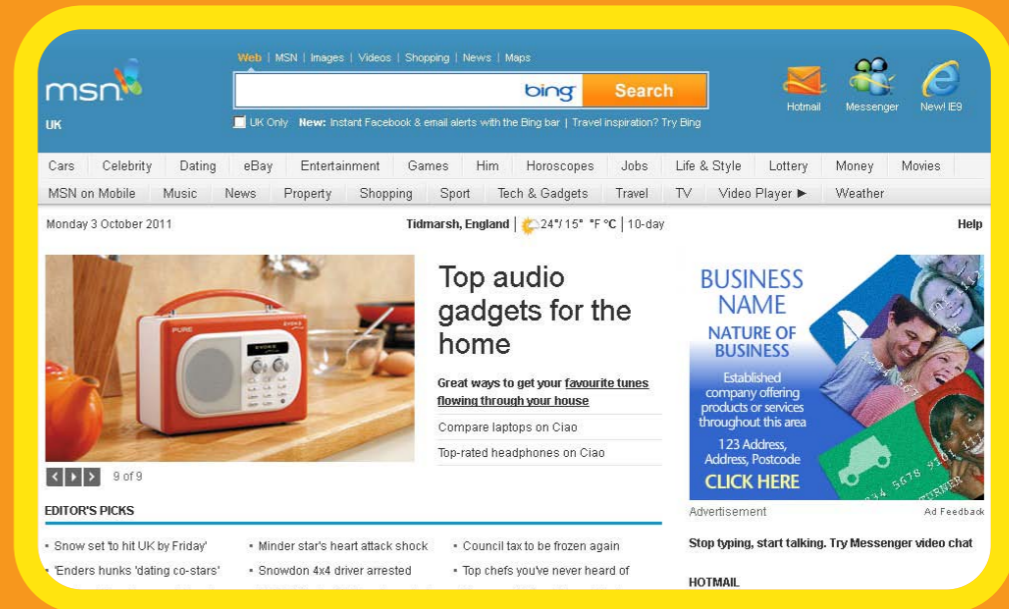 Web | MSN | Images | Videos | Shopping | News | Maps
msn
bing Search
Hotmail Messenger New! IE9
UK
UK Only New: Instant Facebook & email alerts with the Bing bar | Travel inspiration? Try Bing
Cars Celebrity Dating eBay Entertainment Games Him Horoscopes Jobs Life & Style Lottery Money Movies
MSN on Mobile Music News Property Shopping Sport Tech & Gadgets Travel TV Video Player ► Weather
Monday 3 October 2011 Tidmarsh, England | 24°/ 15° °F °C | 10-day Help
PURE
EVOKE
Top audio
gadgets for the
home
Great ways to get your favourite tunes
flowing through your house
Compare laptops on Ciao
Top-rated headphones on Ciao
9 of 9
BUSINESS
NAME
NATURE OF
BUSINESS
Established
company offering
products or services
throughout this area
123 Address,
Address, Postcode
CLICK HERE
234 5678 9101
TURNER
Advertisement Ad Feedback
EDITOR'S PICKS
Snow set 'to hit UK by Friday' Minder star's heart attack shock Council tax to be frozen again
'Enders hunks 'dating co-stars' Snowdon 4x4 driver arrested Top chefs you've never heard of
Stop typing, start talking. Try Messenger video chat
HOTMAIL